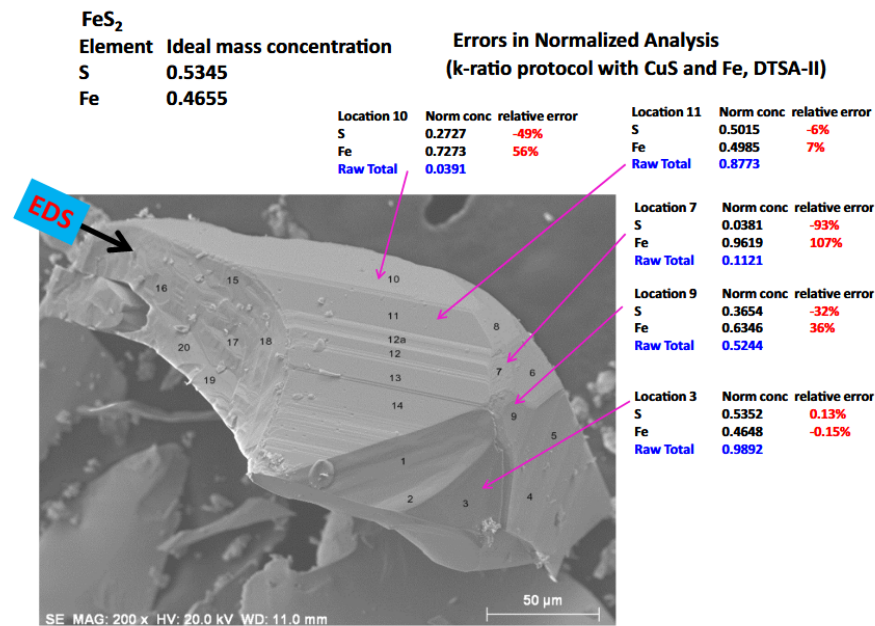 FeS2
Element Ideal mass concentration
S 0.5345
Fe 0.4655
Errors in Normalized Analysis
(k-ratio protocol with CuS and Fe, DTSA-II)
Location 10 Norm conc relative error
S 0.2727 -49%
Fe 0.7273 56%
Raw Total 0.0391
Location 11 Norm conc relative error
S 0.5015 -6%
Fe 0.4985 7%
Raw Total 0.8773
Location 7 Norm conc relative error
S 0.0381 -93%
Fe 0.9619 107%
Raw Total 0.1121
Location 9 Norm conc relative error
S 0.3654 -32%
Fe 0.6346 36%
Raw Total 0.5244
Location 3 Norm conc relative error
S 0.5352 0.13%
Fe 0.4648 -0.15%
Raw Total 0.9892
EDS
10
15
16
11
8
12a
17
18
20
12
7
6
19
13
14
9
5
1
2
3
4
50 µm
SE MAG: 200 x HV: 20.0 kV WD: 11.0 mm